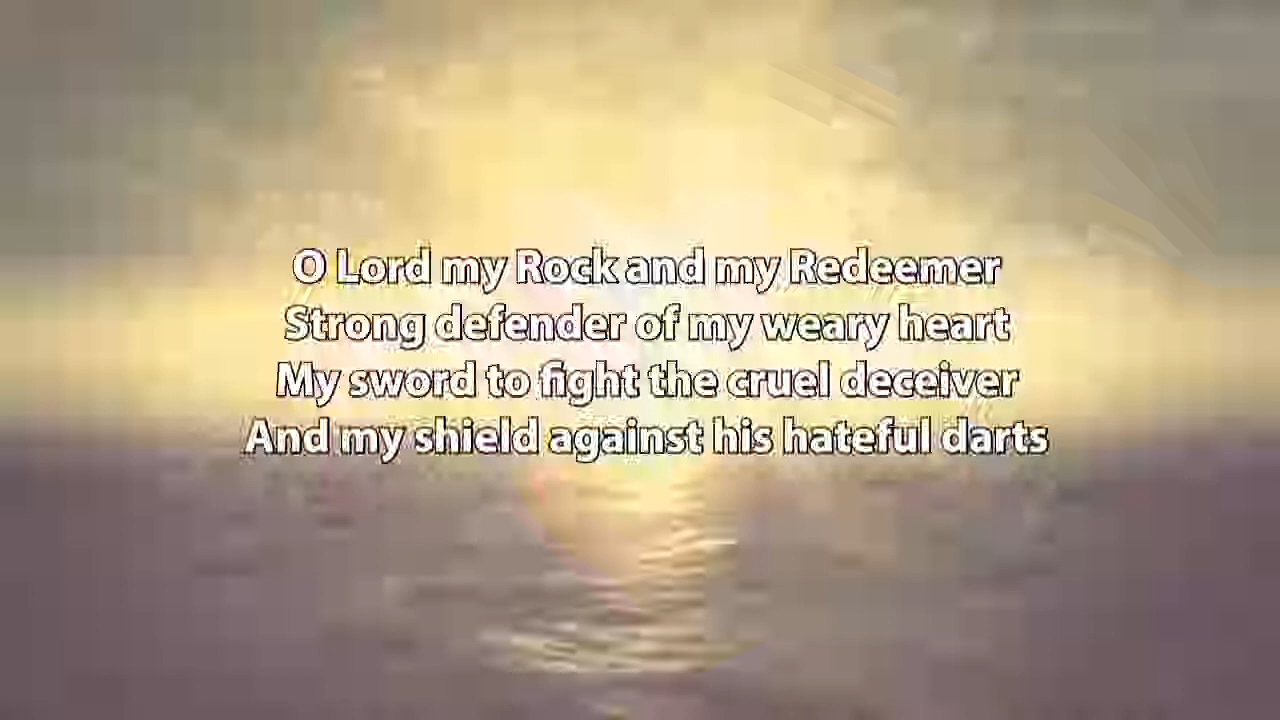 O Lord my Rock and my Redeemer
Strong defender of my weary heart
My sword to fight the cruel deceiver
And my shield against his hateful darts